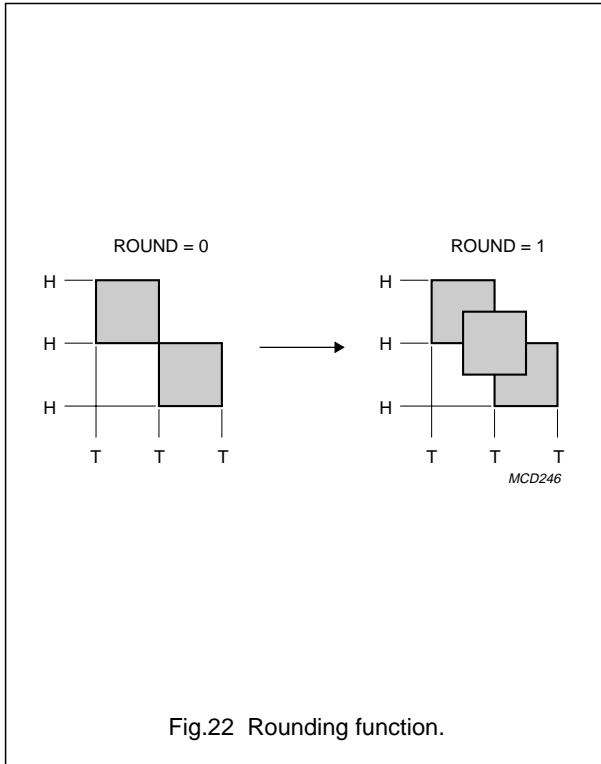 ROUND = 0
ROUND = 1
H
H
H
H
H
H
T T T
T T T
MCD246
Fig.22 Rounding function.